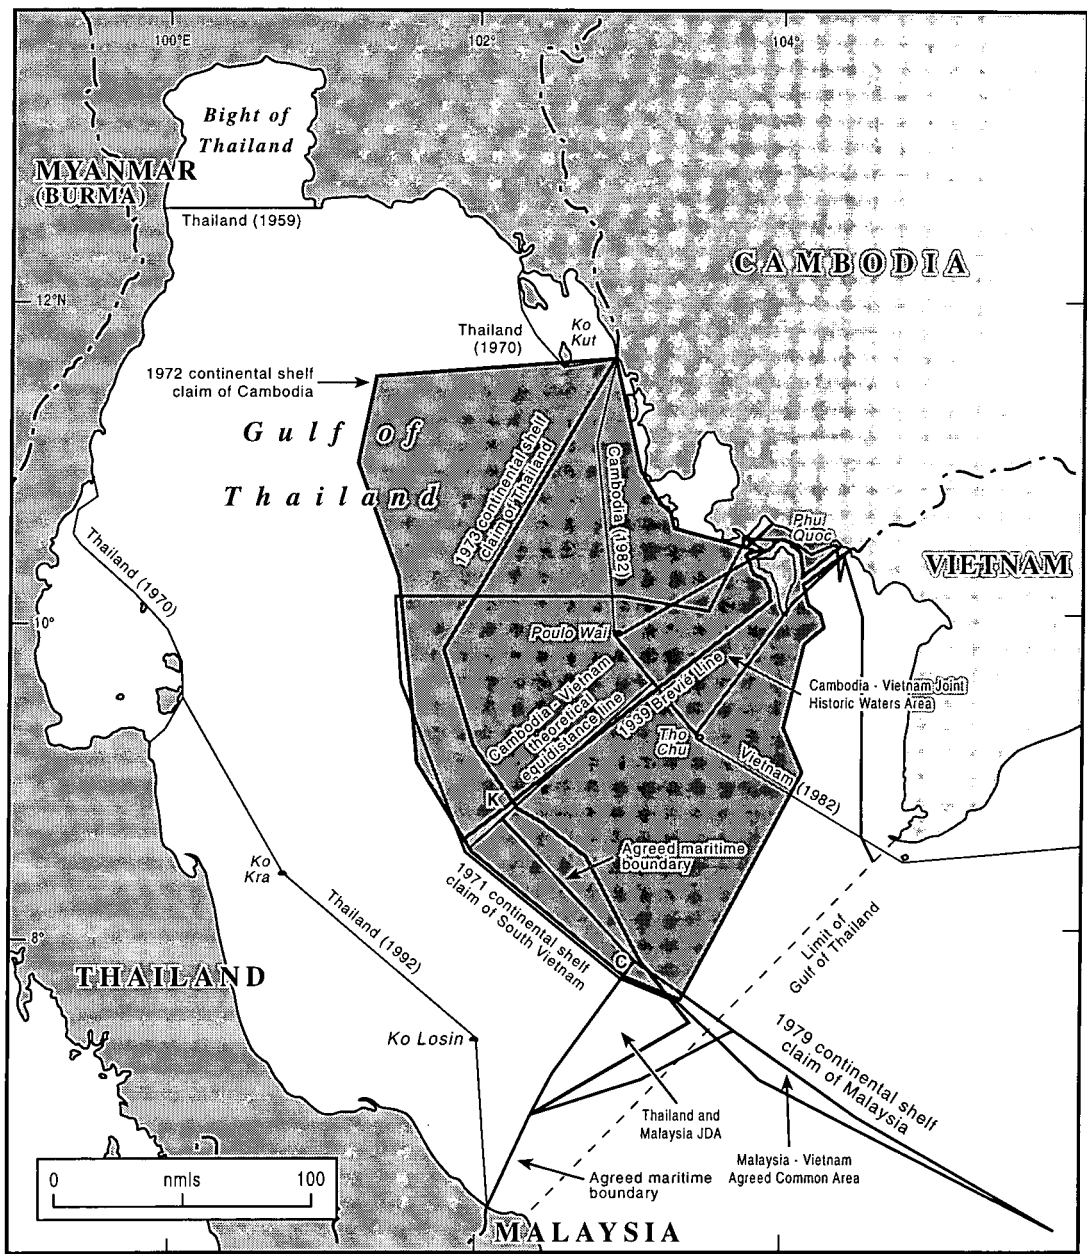 100°E
102°
104°
Bight of
Thailand
MYANMAR
(BURMA)
Thailand (1959)
CAMBODIA
12°N
Thailand
(1970)
Ko
Kut
1972 continental shelf
claim of Cambodia
Gulf of
Thailand
1973 continental shelf
claim of Thailand
Cambodia (1982)
Phu
Quoc
VIETNAM
Thailand (1970)
10°
Poulo Wai
Cambodia - Vietnam
theoretical
equidistance line
1939 Brévié Line
Cambodia - Vietnam Joint
Historic Waters Area
Tho
Chu
Vietnam (1982)
K
Agreed maritime
boundary
Ko
Kra
1971 continental shelf
claim of South Vietnam
Limit of
Gulf of Thailand
Thailand (1992)
8°
C
THAILAND
Ko Losin
1979 continental shelf
claim of Malaysia
Thailand and
Malaysia JDA
Malaysia - Vietnam
Agreed Common Area
Agreed maritime
boundary
0 nmls 100
MALAYSIA